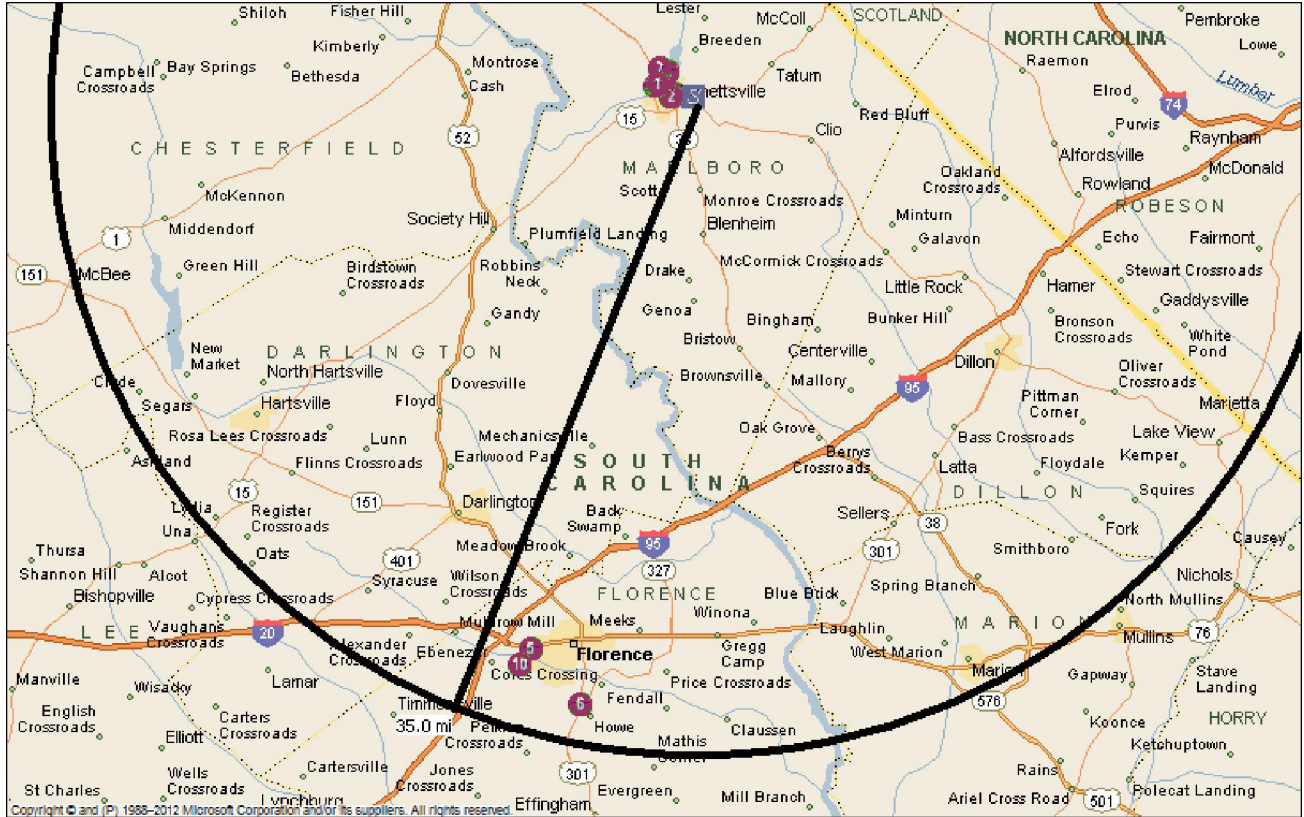 Shiloh
Fisher Hill
Lester
McColl
SCOTLAND
Pembroke
NORTH CAROLINA
Lowe
Kimberly
Breeden
Campbell
Crossroads
Bay Springs
Bethesda
Montrose
Cash
Tatum
Raemon
Lumbar
7
1
2
S
nettsville
Elrod
74
15
52
38
Clio
Red Bluff
Purvis
Raynham
CHESTERFIELD
MARLBORO
Alfordsville
McDonald
McKennon
Scott
Monroe Crossroads
Oakland
Crossroads
Rowland
ROBESON
Middendorf
Society Hill
Blenheim
Minturn
Galavon
Echo
Fairmont
1
Plumfield Landing
151
McBee
Green Hill
Birdstown
Crossroads
Robbins
Neck
Drake
McCormick Crossroads
Stewart Crossroads
Little Rock
Hamer
Gaddysville
Gandy
Genoa
Bingham
Bunker Hill
Bronson
Crossroads
White
Pond
New
Market
DARLINGTON
Bristow
Centerville
Dillon
North Hartsville
Dovesville
Brownsville
Mallory
95
Oliver
Crossroads
Clyde
Segars
Hartsville
Floyd
Pittman
Corner
Marietta
Rosa Lees Crossroads
Lunn
Mechanicsville
Oak Grove
Bass Crossroads
Lake View
Ashland
Flinns Crossroads
Earlwood Park
SOUTH
CAROLINA
Berrys
Crossroads
Latta
Floydale
Kemper
15
151
Darlington
DILLON
Squires
Lydia
Una
Register
Crossroads
Back
Swamp
Sellers
38
Fork
Thursa
Oats
401
Meadow Brook
95
301
Smithboro
Causey
Shannon Hill
Alcot
Syracuse
Wilson
Crossroads
327
Spring Branch
Nichols
Bishopville
Cypress Crossroads
FLORENCE
Blue Brick
North Mullins
LEE
Vaughans
Crossroads
20
Muldrow Mill
Meeks
Winona
Laughlin
MARION
Mullins
76
Alexander
Crossroads
Ebenezer
5
10
Florence
Gregg
Camp
West Marion
Marion
Stave
Landing
Manville
Wisacky
Lamar
Coles Crossing
Price Crossroads
Gapway
English
Crossroads
Carters
Crossroads
Timmonsville
35.0 mi
6
Fendall
Howe
576
Koonce
HORRY
Elliott
Crossroads
Mathis
Claussen
Ketchuptown
St Charles
Wells
Crossroads
Cartersville
Jones
Crossroads
301
Rains
Lynchburg
Effingham
Evergreen
Mill Branch
Ariel Cross Road
501
Polecat Landing
Copyright © and (P) 1988–2012 Microsoft Corporation and/or its suppliers. All rights reserved.